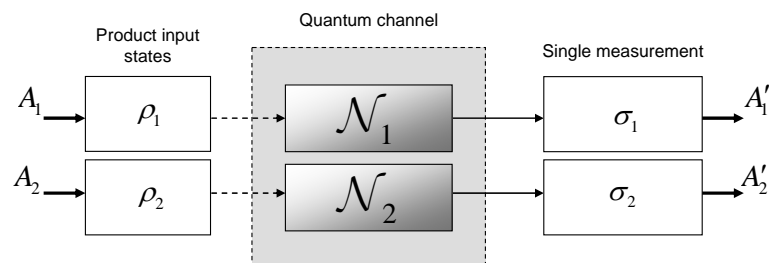 Quantum channel
Product input
states
Single measurement
A₁ ρ₁ 𝒩₁ σ₁ A₁′
A₂ ρ₂ 𝒩₂ σ₂ A₂′